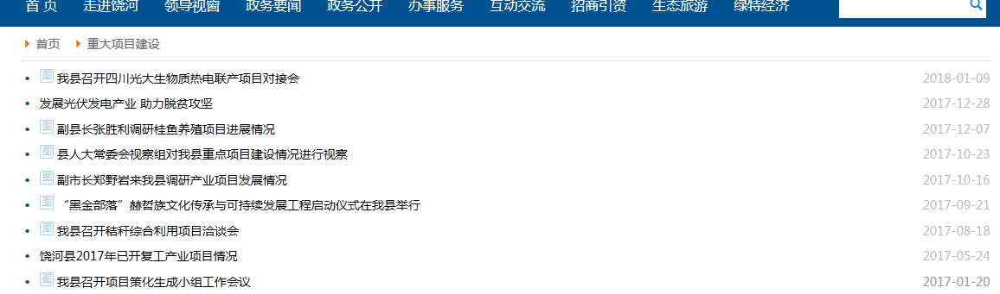 首 页 走进饶河 领导视窗 政务要闻 政务公开 办事服务 互动交流 招商引资 生态旅游 绿特经济
首页 重大项目建设
图 我县召开四川光大生物质热电联产项目对接会 2018-01-09
发展光伏发电产业 助力脱贫攻坚 2017-12-28
图 副县长张胜利调研桂鱼养殖项目进展情况 2017-12-07
图 县人大常委会视察组对我县重点项目建设情况进行视察 2017-10-23
图 副市长郑野岩来我县调研产业项目发展情况 2017-10-16
图 “黑金部落”赫哲族文化传承与可持续发展工程启动仪式在我县举行 2017-09-21
图 我县召开秸秆综合利用项目洽谈会 2017-08-18
饶河县2017年已开复工产业项目情况 2017-05-24
图 我县召开项目策化生成小组工作会议 2017-01-20